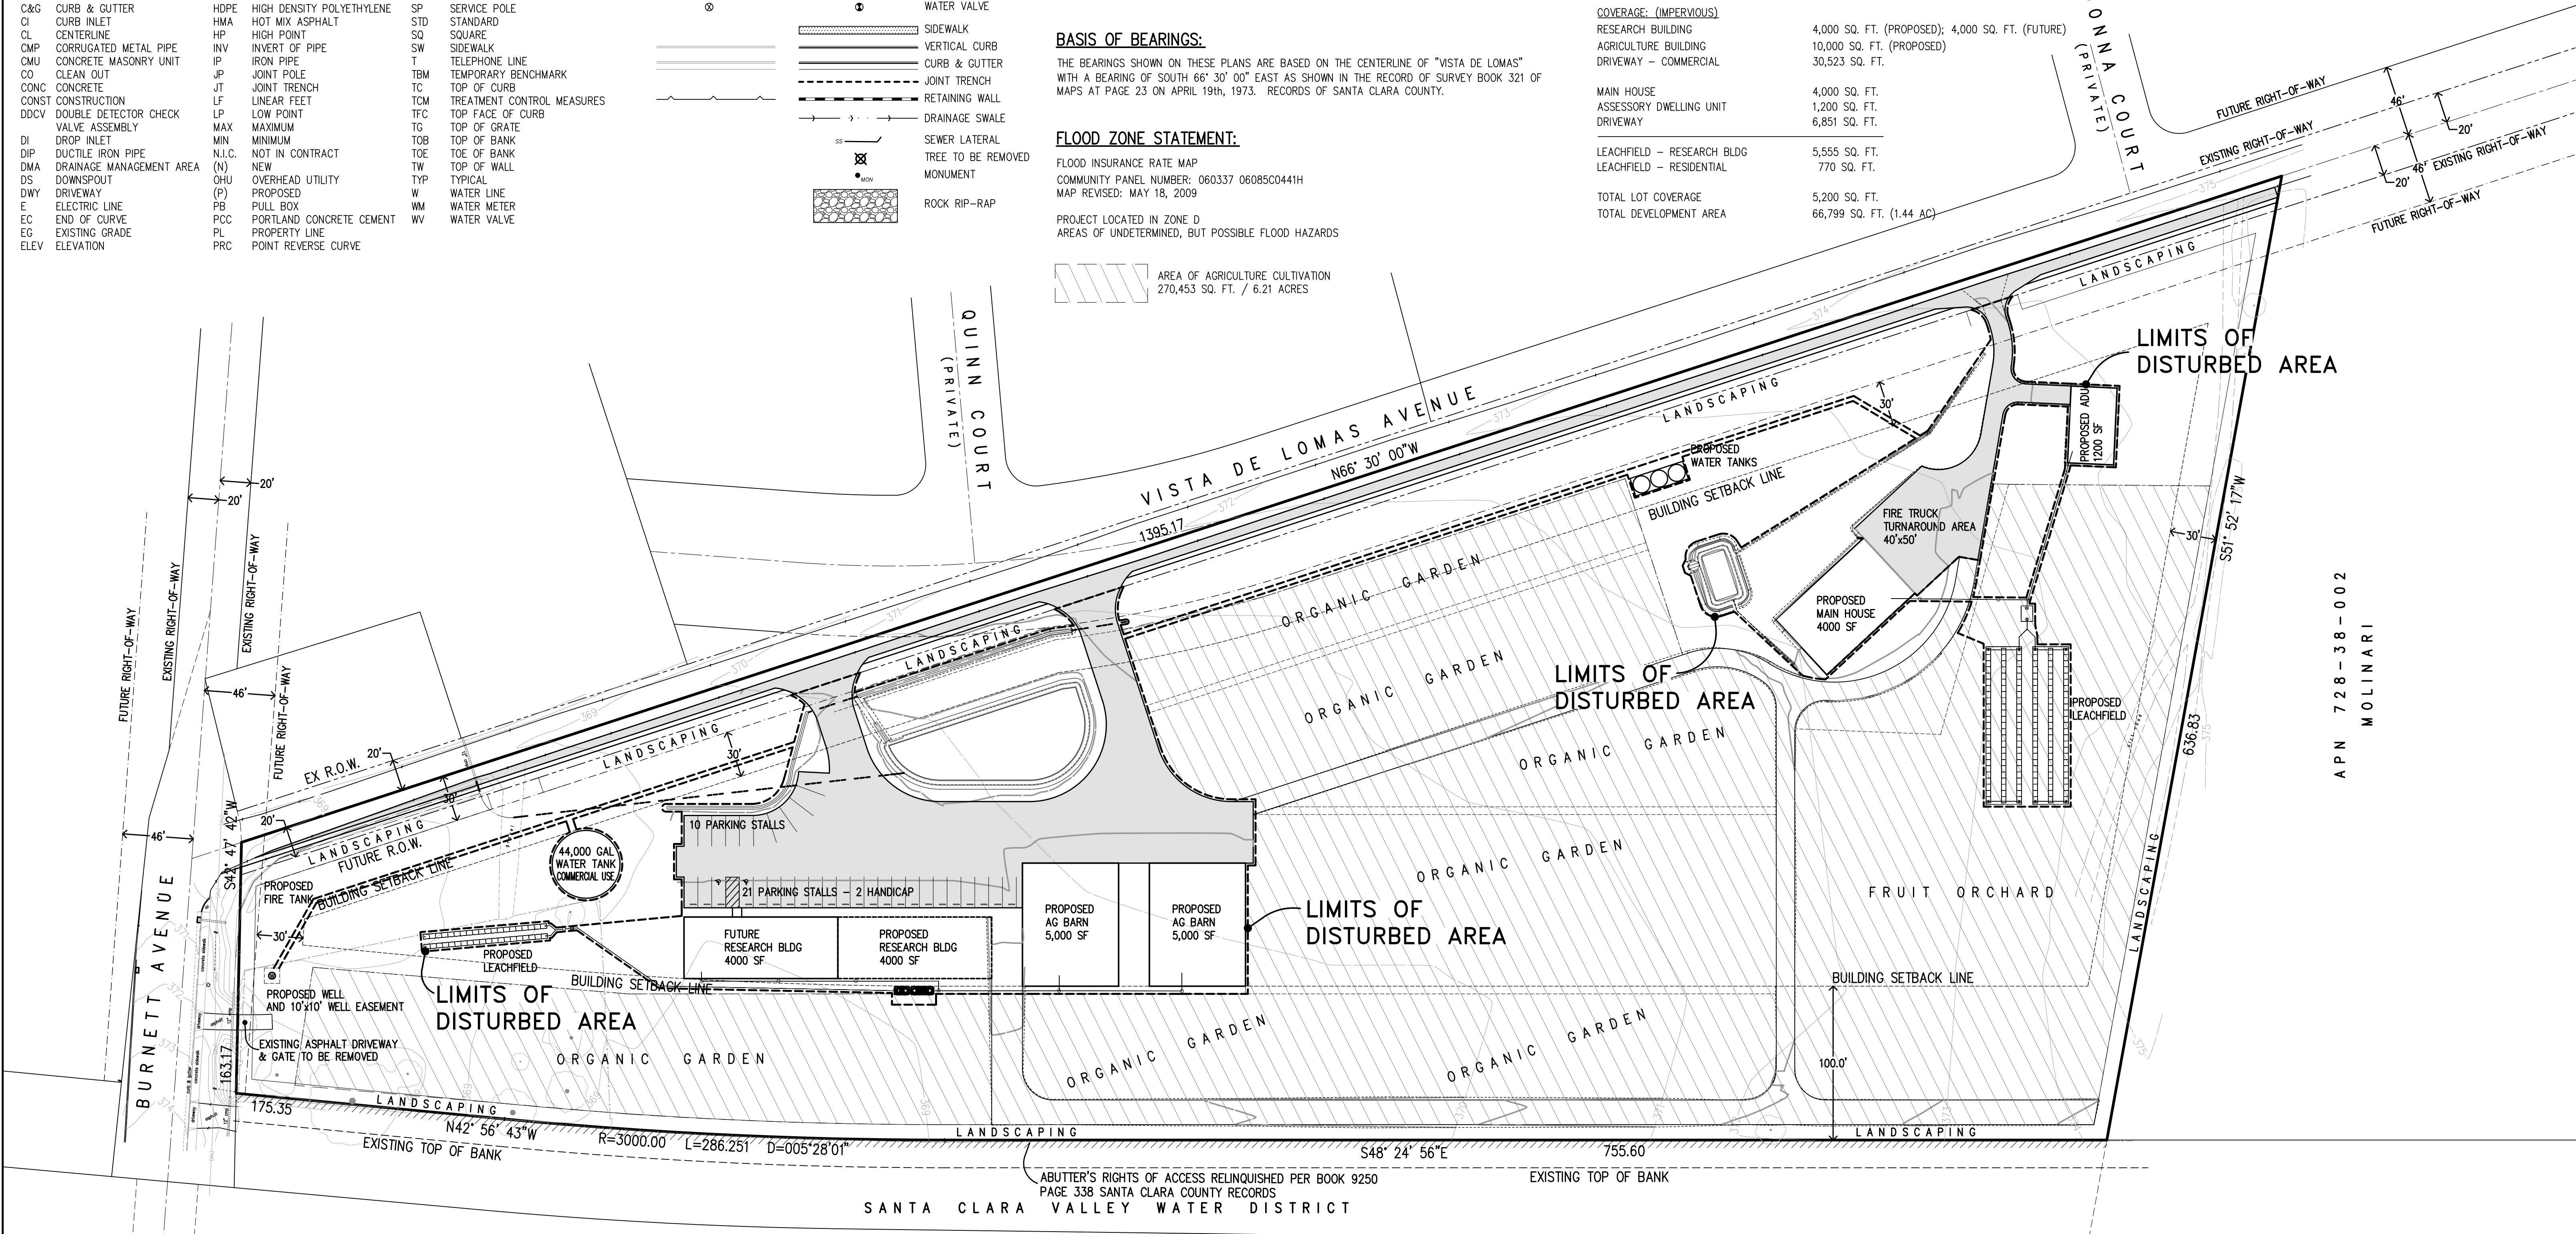 C&G CURB & GUTTER
CI CURB INLET
CL CENTERLINE
CMP CORRUGATED METAL PIPE
CMU CONCRETE MASONRY UNIT
CO CLEAN OUT
CONC CONCRETE
CONST CONSTRUCTION
DDCV DOUBLE DETECTOR CHECK
VALVE ASSEMBLY
DI DROP INLET
DIP DUCTILE IRON PIPE
DMA DRAINAGE MANAGEMENT AREA
DS DOWNSPOUT
DWY DRIVEWAY
E ELECTRIC LINE
EC END OF CURVE
EG EXISTING GRADE
ELEV ELEVATION
HDPE HIGH DENSITY POLYETHYLENE
HMA HOT MIX ASPHALT
HP HIGH POINT
INV INVERT OF PIPE
IP IRON PIPE
JP JOINT POLE
JT JOINT TRENCH
LF LINEAR FEET
LP LOW POINT
MAX MAXIMUM
MIN MINIMUM
N.I.C. NOT IN CONTRACT
(N) NEW
OHU OVERHEAD UTILITY
(P) PROPOSED
PB PULL BOX
PCC PORTLAND CONCRETE CEMENT
PL PROPERTY LINE
PRC POINT REVERSE CURVE
SP SERVICE POLE
STD STANDARD
SQ SQUARE
SW SIDEWALK
T TELEPHONE LINE
TBM TEMPORARY BENCHMARK
TC TOP OF CURB
TCM TREATMENT CONTROL MEASURES
TFC TOP FACE OF CURB
TG TOP OF GRATE
TOB TOP OF BANK
TOE TOE OF BANK
TW TOP OF WALL
TYP TYPICAL
W WATER LINE
WM WATER METER
WV WATER VALVE
WATER VALVE
SIDEWALK
VERTICAL CURB
CURB & GUTTER
JOINT TRENCH
RETAINING WALL
DRAINAGE SWALE
SS SEWER LATERAL
TREE TO BE REMOVED
MON MONUMENT
ROCK RIP-RAP
BASIS OF BEARINGS:
THE BEARINGS SHOWN ON THESE PLANS ARE BASED ON THE CENTERLINE OF "VISTA DE LOMAS"
WITH A BEARING OF SOUTH 66° 30' 00" EAST AS SHOWN IN THE RECORD OF SURVEY BOOK 321 OF
MAPS AT PAGE 23 ON APRIL 19th, 1973. RECORDS OF SANTA CLARA COUNTY.
FLOOD ZONE STATEMENT:
FLOOD INSURANCE RATE MAP
COMMUNITY PANEL NUMBER: 060337 06085C0441H
MAP REVISED: MAY 18, 2009
PROJECT LOCATED IN ZONE D
AREAS OF UNDETERMINED, BUT POSSIBLE FLOOD HAZARDS
AREA OF AGRICULTURE CULTIVATION
270,453 SQ. FT. / 6.21 ACRES
COVERAGE: (IMPERVIOUS)
RESEARCH BUILDING 4,000 SQ. FT. (PROPOSED); 4,000 SQ. FT. (FUTURE)
AGRICULTURE BUILDING 10,000 SQ. FT. (PROPOSED)
DRIVEWAY - COMMERCIAL 30,523 SQ. FT.
MAIN HOUSE 4,000 SQ. FT.
ASSESSORY DWELLING UNIT 1,200 SQ. FT.
DRIVEWAY 6,851 SQ. FT.
LEACHFIELD - RESEARCH BLDG 5,555 SQ. FT.
LEACHFIELD - RESIDENTIAL 770 SQ. FT.
TOTAL LOT COVERAGE 5,200 SQ. FT.
TOTAL DEVELOPMENT AREA 66,799 SQ. FT. (1.44 AC)
ONNA COURT
(PRIVATE)
FUTURE RIGHT-OF-WAY
EXISTING RIGHT-OF-WAY
46'
20'
20'
46' EXISTING RIGHT-OF-WAY
FUTURE RIGHT-OF-WAY
375
374
373
372
371
370
369
369
QUINN COURT
(PRIVATE)
VISTA DE LOMAS AVENUE
N66° 30' 00"W
1395.17
LANDSCAPING
LANDSCAPING
LANDSCAPING
LANDSCAPING
LANDSCAPING
LIMITS OF
DISTURBED AREA
PROPOSED ADU
1200 SF
30'
PROPOSED
WATER TANKS
BUILDING SETBACK LINE
FIRE TRUCK
TURNAROUND AREA
40'x50'
PROPOSED
MAIN HOUSE
4000 SF
LIMITS OF
DISTURBED AREA
PROPOSED
LEACHFIELD
30'
S51° 52' 17"W
636.83
375
APN 728-38-002
MOLINARI
ORGANIC GARDEN
ORGANIC GARDEN
ORGANIC GARDEN
ORGANIC GARDEN
FRUIT ORCHARD
LANDSCAPING
20'
20'
FUTURE RIGHT-OF-WAY
EXISTING RIGHT-OF-WAY
EXISTING RIGHT-OF-WAY
FUTURE RIGHT-OF-WAY
46'
46'
EX R.O.W.
20'
30'
30'
20'
S42° 47' 42"W
FUTURE R.O.W.
BUILDING SETBACK LINE
PROPOSED
FIRE TANK
30'
44,000 GAL
WATER TANK
COMMERCIAL USE
10 PARKING STALLS
21 PARKING STALLS - 2 HANDICAP
FUTURE
RESEARCH BLDG
4000 SF
PROPOSED
RESEARCH BLDG
4000 SF
PROPOSED
AG BARN
5,000 SF
PROPOSED
AG BARN
5,000 SF
LIMITS OF
DISTURBED AREA
PROPOSED
LEACHFIELD
LIMITS OF
DISTURBED AREA
BUILDING SETBACK LINE
BUILDING SETBACK LINE
PROPOSED WELL
AND 10'x10' WELL EASEMENT
EXISTING ASPHALT DRIVEWAY
& GATE TO BE REMOVED
BURNETT AVENUE
163.17
ORGANIC GARDEN
ORGANIC GARDEN
ORGANIC GARDEN
100.0'
175.35
LANDSCAPING
LANDSCAPING
LANDSCAPING
N42° 56' 43"W
R=3000.00 L=286.251 D=005°28'01"
S48° 24' 56"E
755.60
EXISTING TOP OF BANK
EXISTING TOP OF BANK
ABUTTER'S RIGHTS OF ACCESS RELINQUISHED PER BOOK 9250
PAGE 338 SANTA CLARA COUNTY RECORDS
SANTA CLARA VALLEY WATER DISTRICT